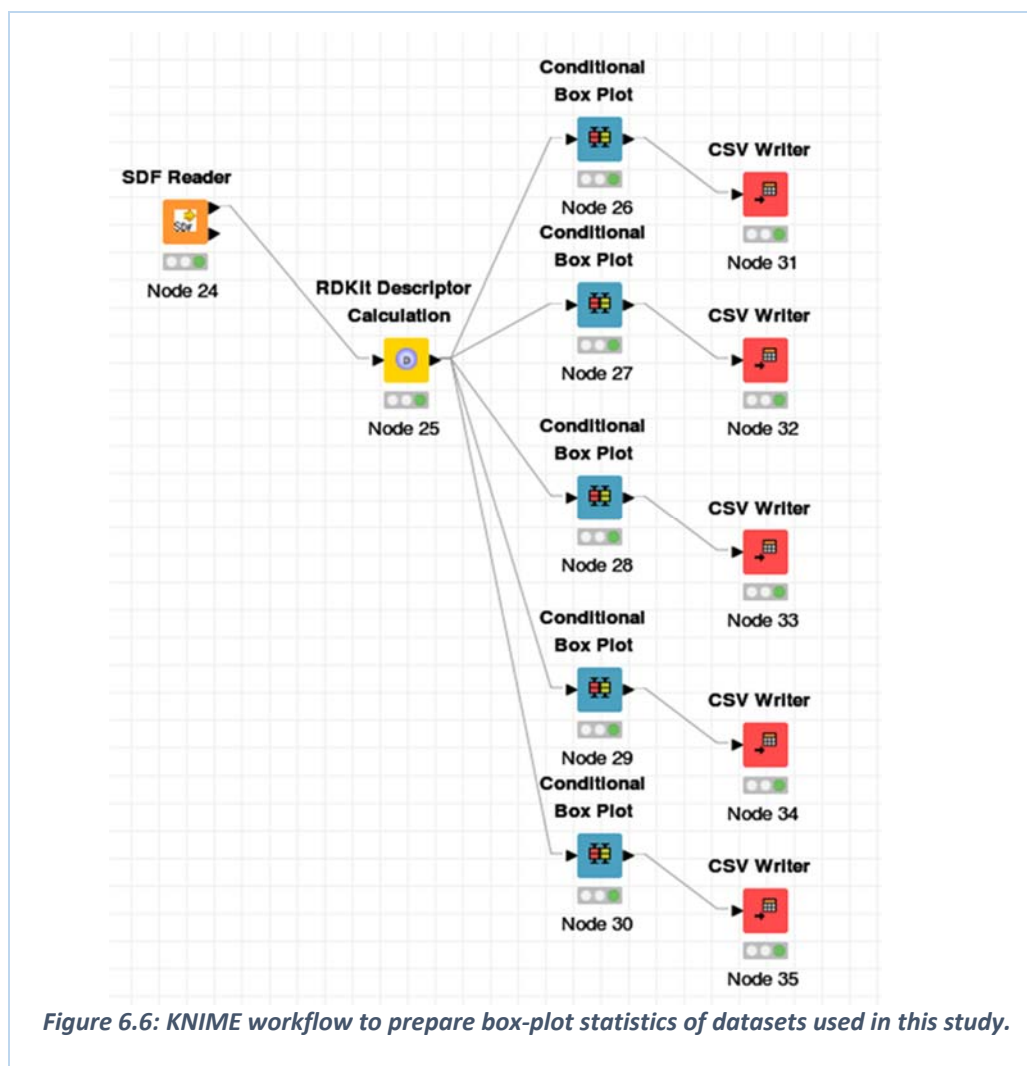 Conditional
Box Plot
Node 26
CSV Writer
Node 31
SDF Reader
SDF
Node 24
Conditional
Box Plot
Node 27
CSV Writer
Node 32
RDKit Descriptor
Calculation
D
Node 25
Conditional
Box Plot
Node 28
CSV Writer
Node 33
Conditional
Box Plot
Node 29
CSV Writer
Node 34
Conditional
Box Plot
Node 30
CSV Writer
Node 35
Figure 6.6: KNIME workflow to prepare box-plot statistics of datasets used in this study.